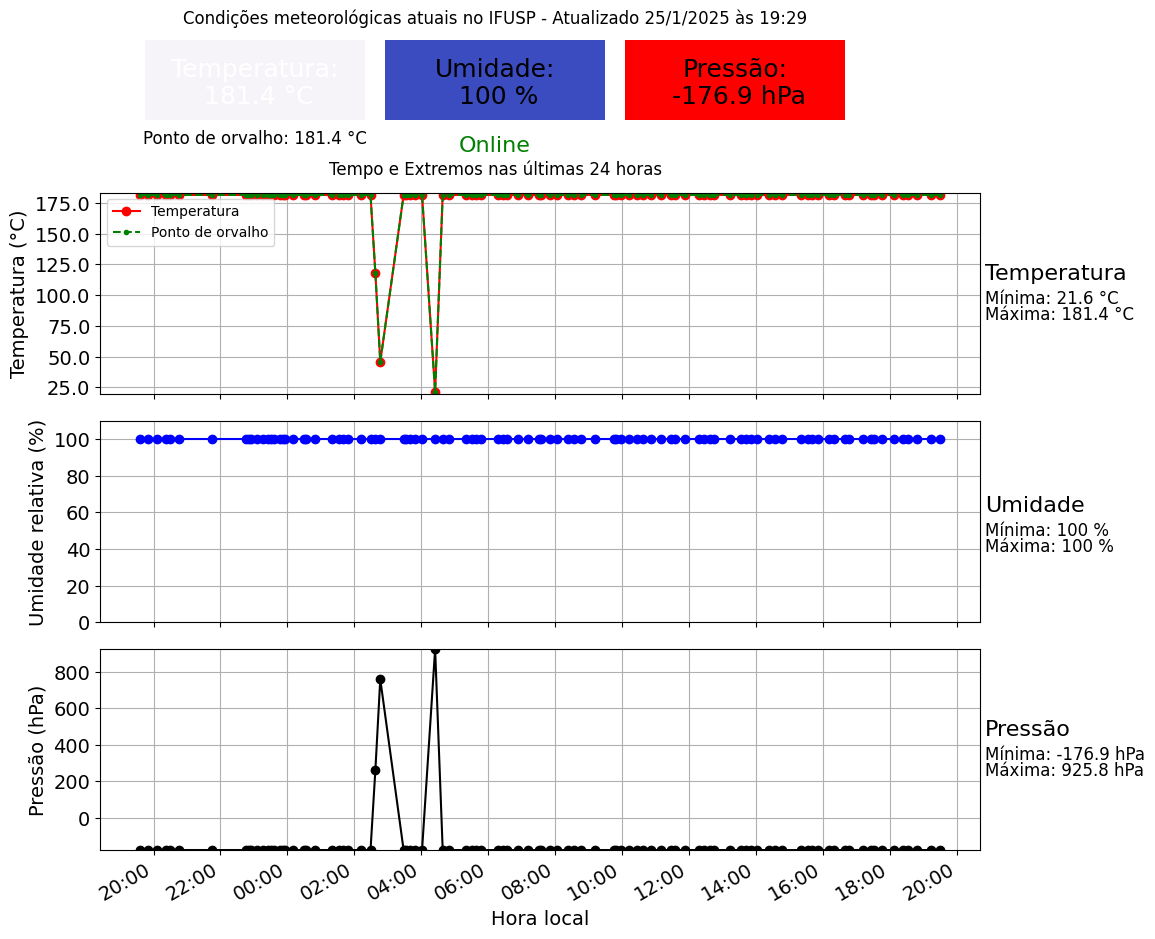 Condições meteorológicas atuais no IFUSP - Atualizado 25/1/2025 às 19:29
Temperatura:
181.4 °C
Umidade:
100 %
Pressão:
-176.9 hPa
Ponto de orvalho: 181.4 °C
Online
Tempo e Extremos nas últimas 24 horas
Temperatura (°C)
175.0
150.0
125.0
100.0
75.0
50.0
25.0
Temperatura
Ponto de orvalho
Temperatura
Mínima: 21.6 °C
Máxima: 181.4 °C
Umidade relativa (%)
100
80
60
40
20
0
Umidade
Mínima: 100 %
Máxima: 100 %
Pressão (hPa)
800
600
400
200
0
Pressão
Mínima: -176.9 hPa
Máxima: 925.8 hPa
20:00 22:00 00:00 02:00 04:00 06:00 08:00 10:00 12:00 14:00 16:00 18:00 20:00
Hora local